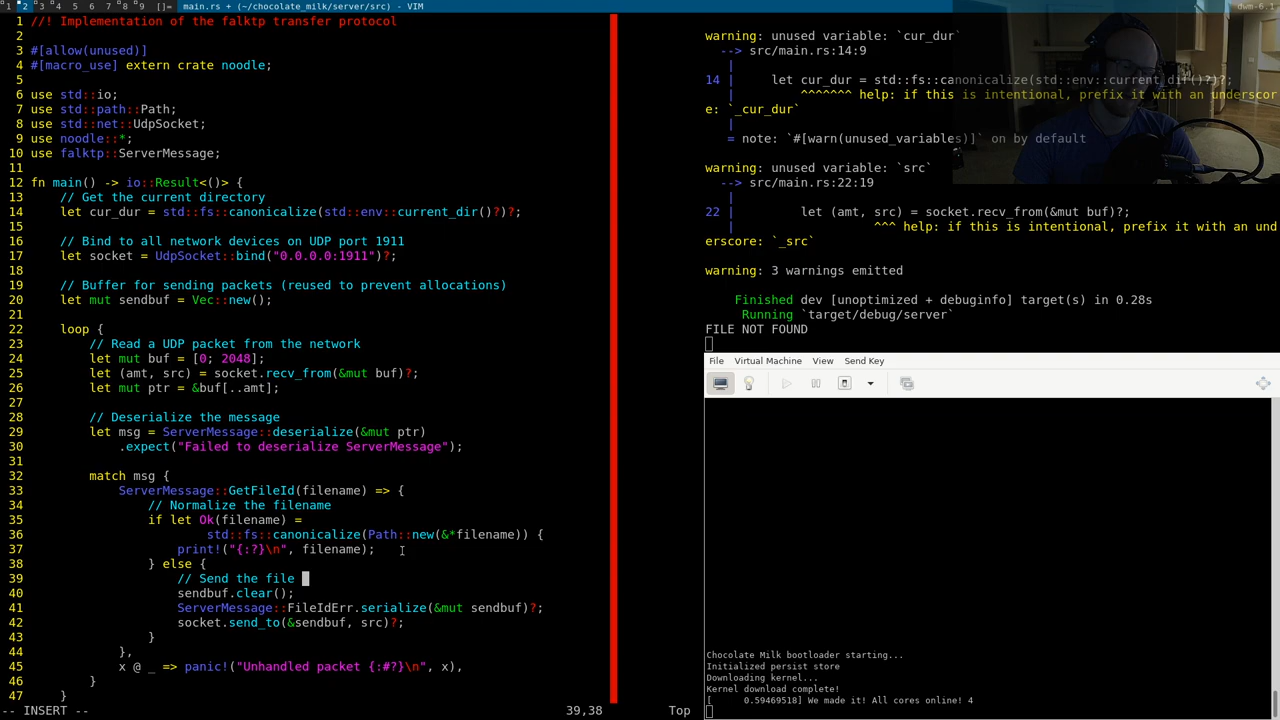 1 2 3 4 5 6 7 8 9 []= main.rs + (~/chocolate_milk/server/src) - VIM dwm-6.1
1 //! Implementation of the falktp transfer protocol
2
3 #[allow(unused)]
4 #[macro_use] extern crate noodle;
5
6 use std::io;
7 use std::path::Path;
8 use std::net::UdpSocket;
9 use noodle::*;
10 use falktp::ServerMessage;
11
12 fn main() -> io::Result<()> {
13     // Get the current directory
14     let cur_dur = std::fs::canonicalize(std::env::current_dir()?)?;
15
16     // Bind to all network devices on UDP port 1911
17     let socket = UdpSocket::bind("0.0.0.0:1911")?;
18
19     // Buffer for sending packets (reused to prevent allocations)
20     let mut sendbuf = Vec::new();
21
22     loop {
23         // Read a UDP packet from the network
24         let mut buf = [0; 2048];
25         let (amt, src) = socket.recv_from(&mut buf)?;
26         let mut ptr = &buf[..amt];
27
28         // Deserialize the message
29         let msg = ServerMessage::deserialize(&mut ptr)
30             .expect("Failed to deserialize ServerMessage");
31
32         match msg {
33             ServerMessage::GetFileId(filename) => {
34                 // Normalize the filename
35                 if let Ok(filename) =
36                         std::fs::canonicalize(Path::new(&*filename)) {
37                     print!("{:?}\n", filename);
38                 } else {
39                     // Send the file
40                     sendbuf.clear();
41                     ServerMessage::FileIdErr.serialize(&mut sendbuf)?;
42                     socket.send_to(&sendbuf, src)?;
43                 }
44             },
45             x @ _ => panic!("Unhandled packet {:#?}\n", x),
46         }
47     }
-- INSERT -- 39,38 Top
warning: unused variable: `cur_dur`
--> src/main.rs:14:9
|
14 |     let cur_dur = std::fs::canonicalize(std::env::current_dir()?)?;
|         ^^^^^^^ help: if this is intentional, prefix it with an underscor
e: `_cur_dur`
|
= note: `#[warn(unused_variables)]` on by default
warning: unused variable: `src`
--> src/main.rs:22:19
|
22 |         let (amt, src) = socket.recv_from(&mut buf)?;
|                   ^^^ help: if this is intentional, prefix it with an und
erscore: `_src`
warning: 3 warnings emitted
Finished dev [unoptimized + debuginfo] target(s) in 0.28s
Running `target/debug/server`
FILE NOT FOUND
File Virtual Machine View Send Key
Chocolate Milk bootloader starting...
Initialized persist store
Downloading kernel...
Kernel download complete!
[     0.59469518] We made it! All cores online! 4